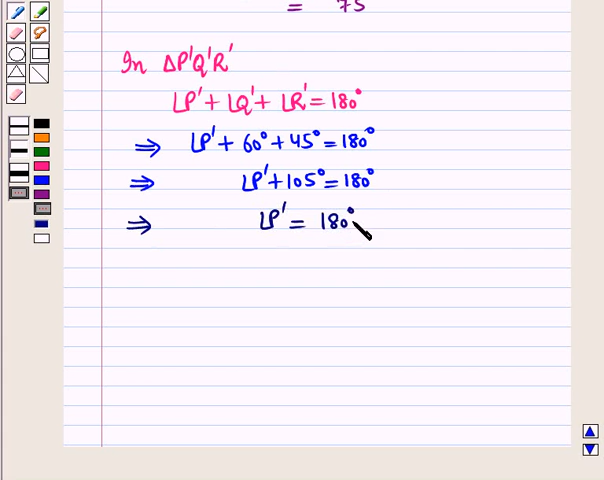 = 75
In ΔP'Q'R'
∠P' + ∠Q' + ∠R' = 180°
⇒ ∠P' + 60° + 45° = 180°
⇒ ∠P' + 105° = 180°
⇒ ∠P' = 180°